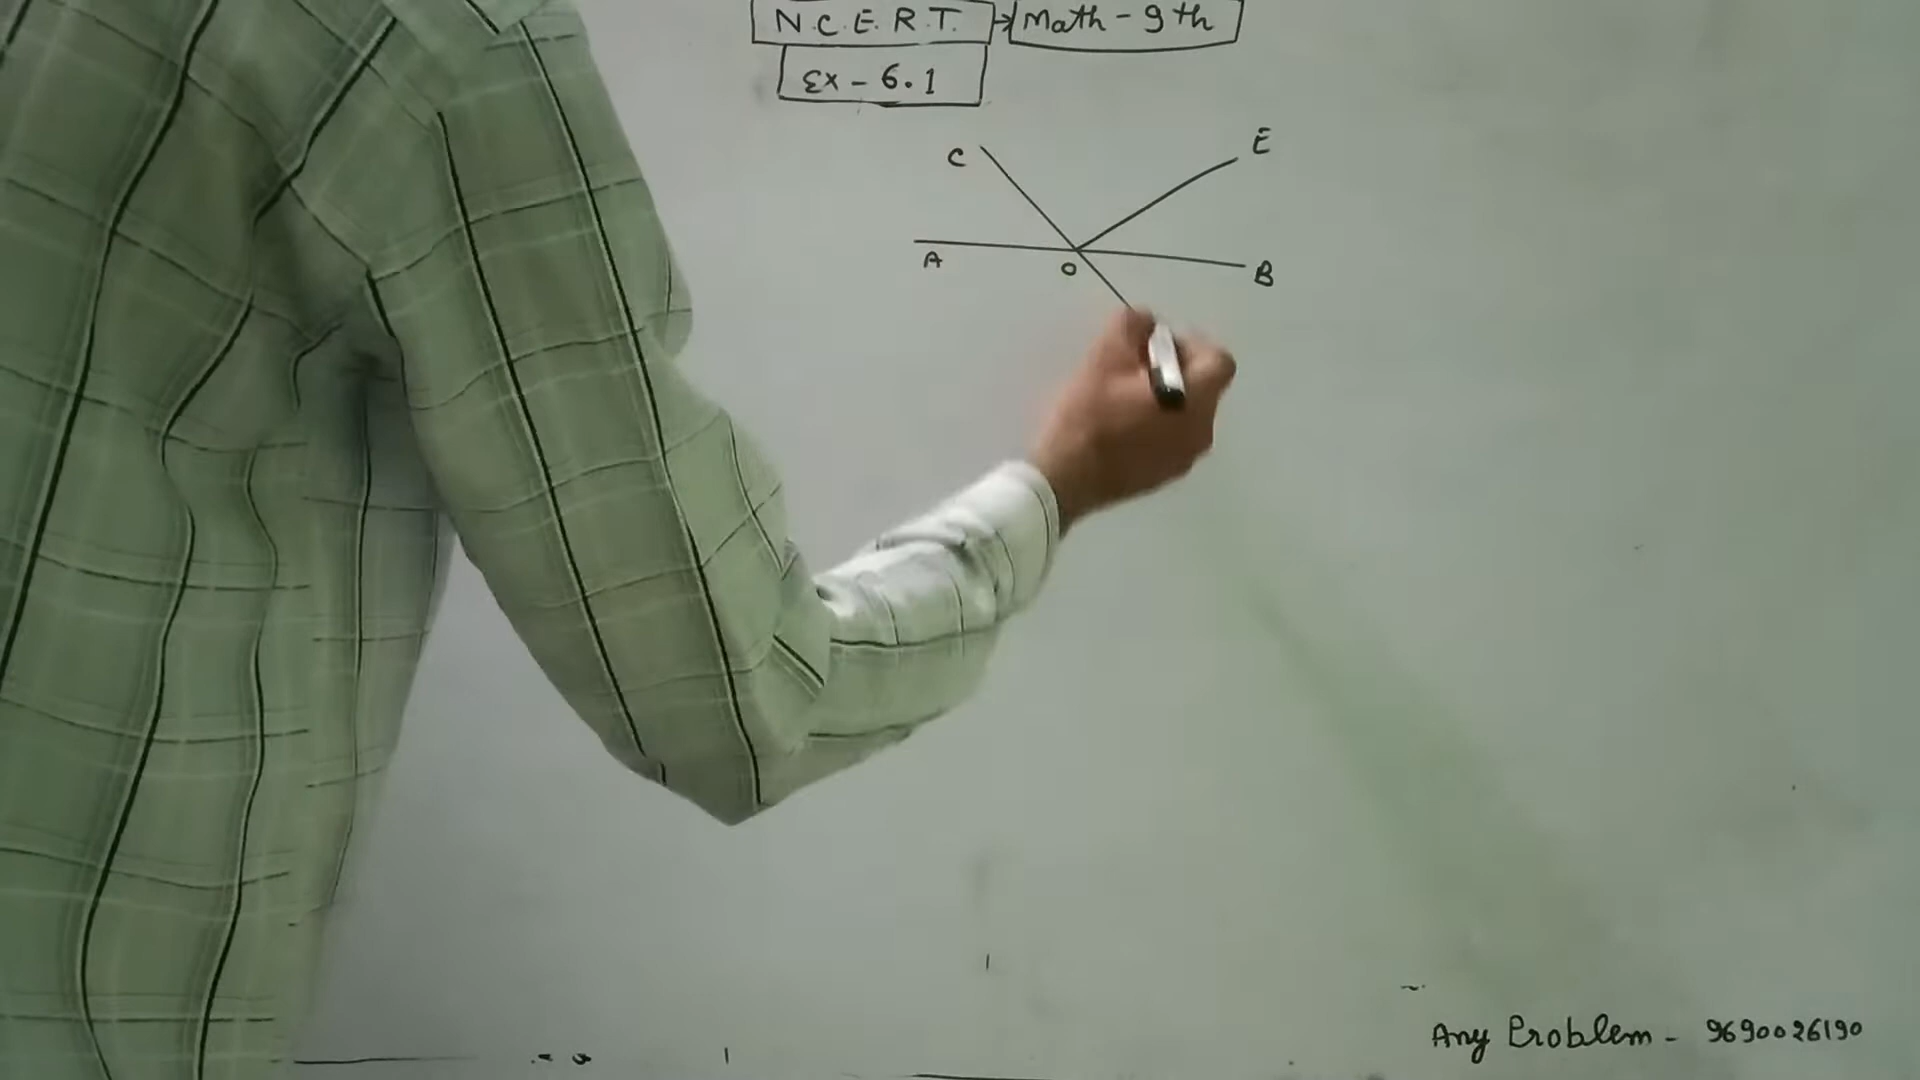 N.C.E.R.T. → Math - 9th
Ex - 6.1
C
E
A
O
B
Any Problem - 9690026190